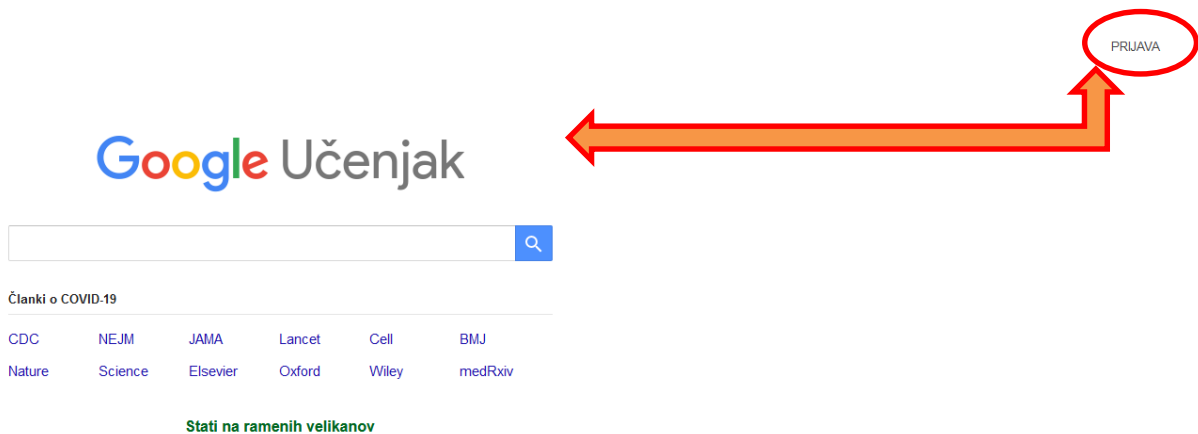 PRIJAVA
Google Učenjak
Članki o COVID-19
CDC NEJM JAMA Lancet Cell BMJ
Nature Science Elsevier Oxford Wiley medRxiv
Stati na ramenih velikanov